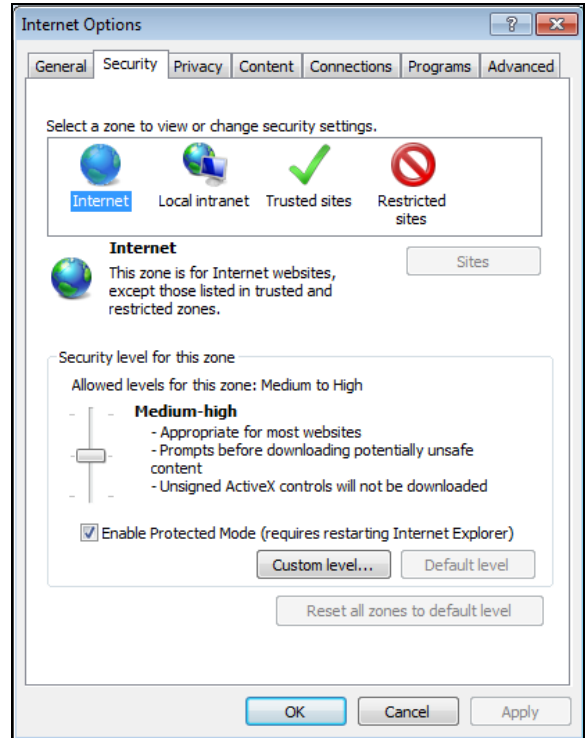 Internet Options
General Security Privacy Content Connections Programs Advanced
Select a zone to view or change security settings.
Internet Local intranet Trusted sites Restricted
sites
Internet
Sites
This zone is for Internet websites,
except those listed in trusted and
restricted zones.
Security level for this zone
Allowed levels for this zone: Medium to High
Medium-high
- Appropriate for most websites
- Prompts before downloading potentially unsafe
content
- Unsigned ActiveX controls will not be downloaded
Enable Protected Mode (requires restarting Internet Explorer)
Custom level... Default level
Reset all zones to default level
OK Cancel Apply